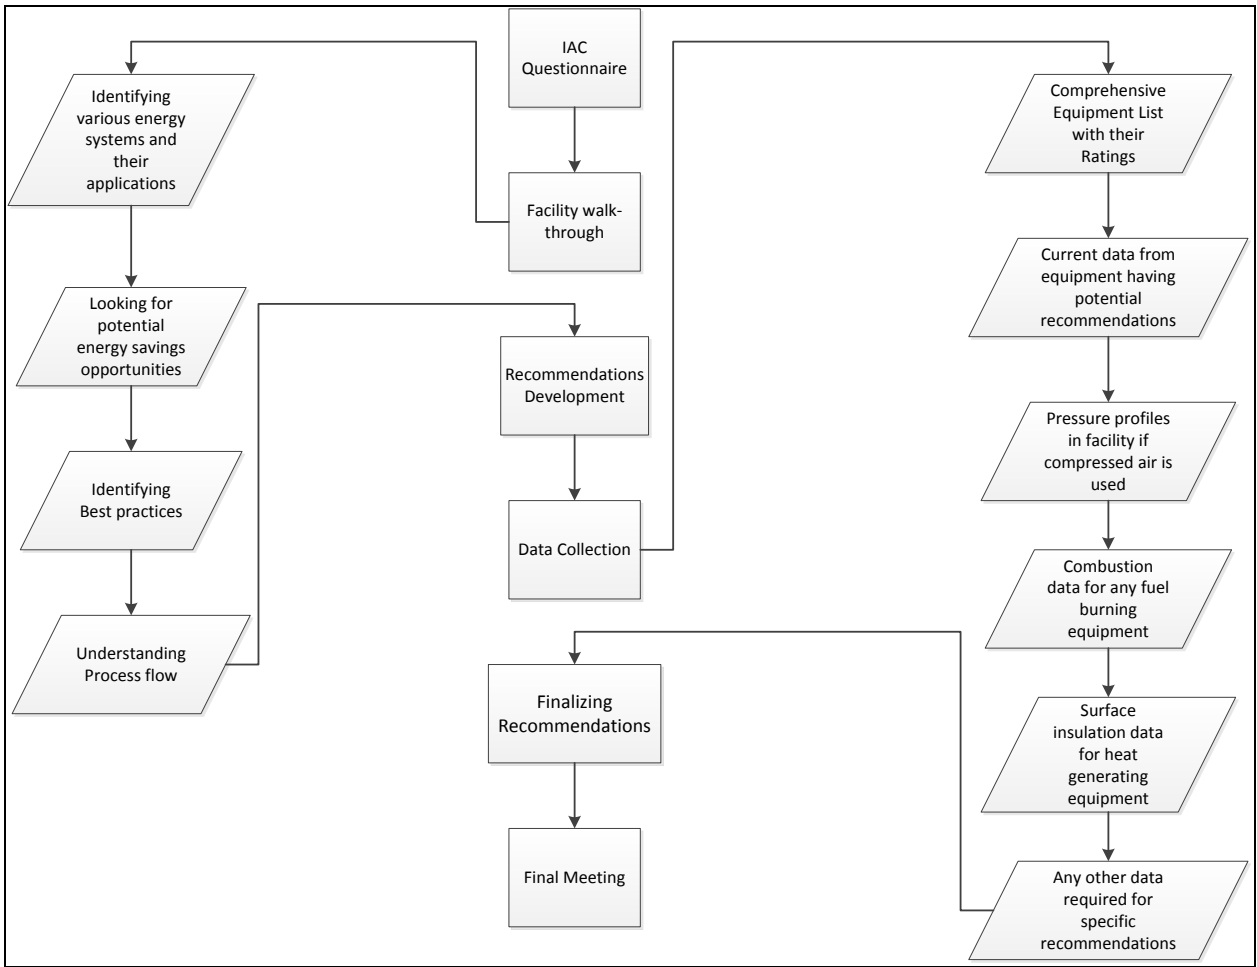 IAC
Questionnaire
Facility walk-
through
Identifying
various energy
systems and
their
applications
Looking for
potential
energy savings
opportunities
Identifying
Best practices
Understanding
Process flow
Recommendations
Development
Data Collection
Comprehensive
Equipment List
with their
Ratings
Current data from
equipment having
potential
recommendations
Pressure profiles
in facility if
compressed air is
used
Combustion
data for any fuel
burning
equipment
Surface
insulation data
for heat
generating
equipment
Any other data
required for
specific
recommendations
Finalizing
Recommendations
Final Meeting